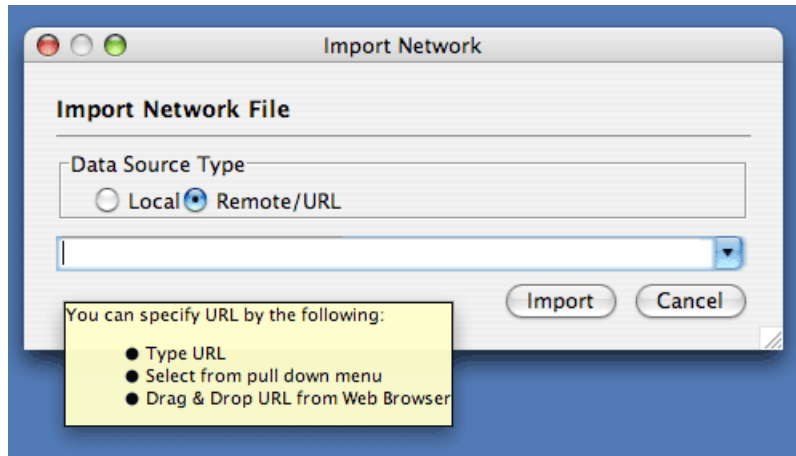 Import Network
Import Network File
Data Source Type
Local Remote/URL
Import Cancel
You can specify URL by the following:
● Type URL
● Select from pull down menu
● Drag & Drop URL from Web Browser